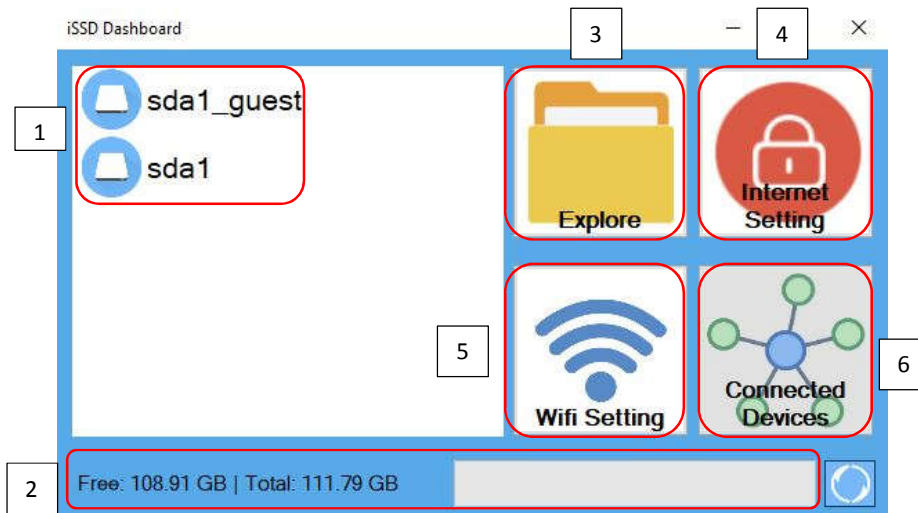 iSSD Dashboard
3
4
1
sda1_guest
sda1
Explore
Internet
Setting
5
Wifi Setting
6
Connected
Devices
2
Free: 108.91 GB | Total: 111.79 GB